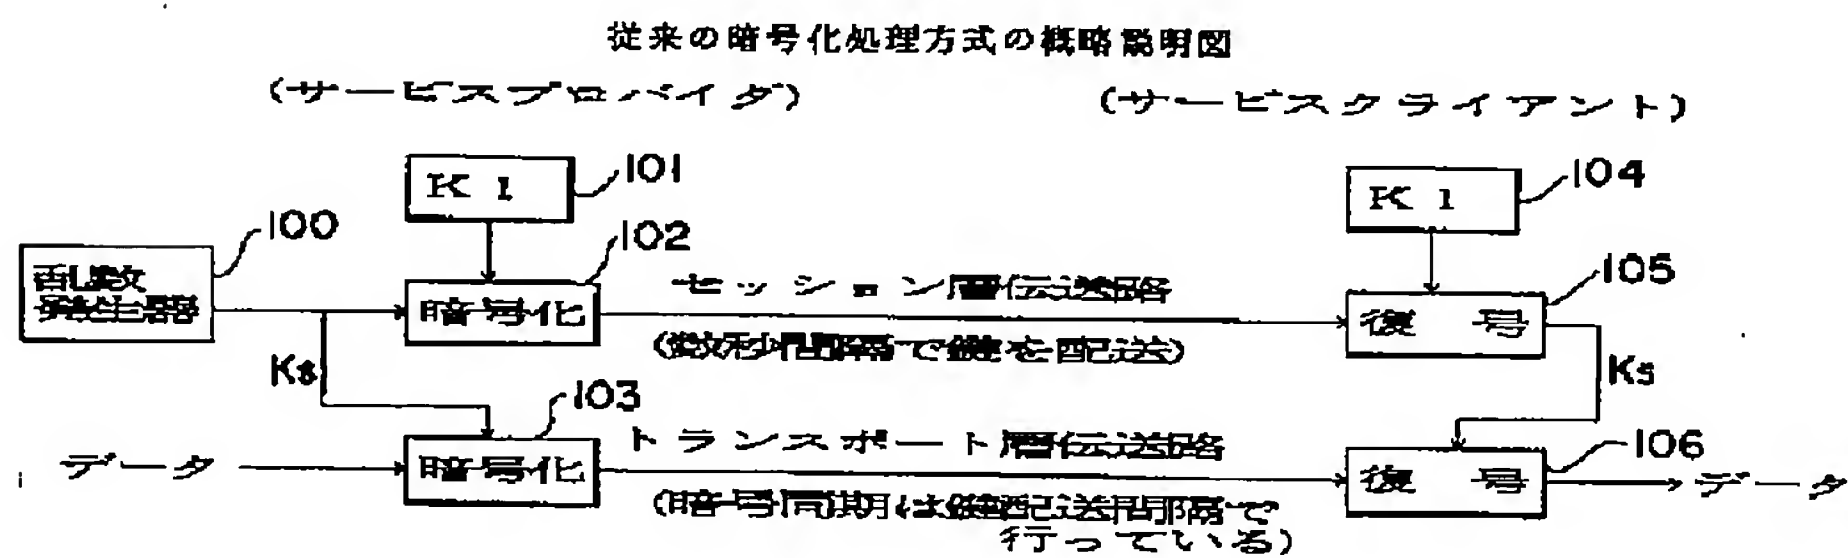 従来の暗号化処理方式の概略説明図
(サービスプロバイダ)
(サービスクライアント)
K1
101
K1
104
100
102
105
乱数
発生器
暗号化
セッション層伝送路
(数秒間隔で鍵を配送)
復号
Ks
Ks
103
106
データ
暗号化
トランスポート層伝送路
(暗号同期は鍵配送間隔で
行っている)
復号
データ